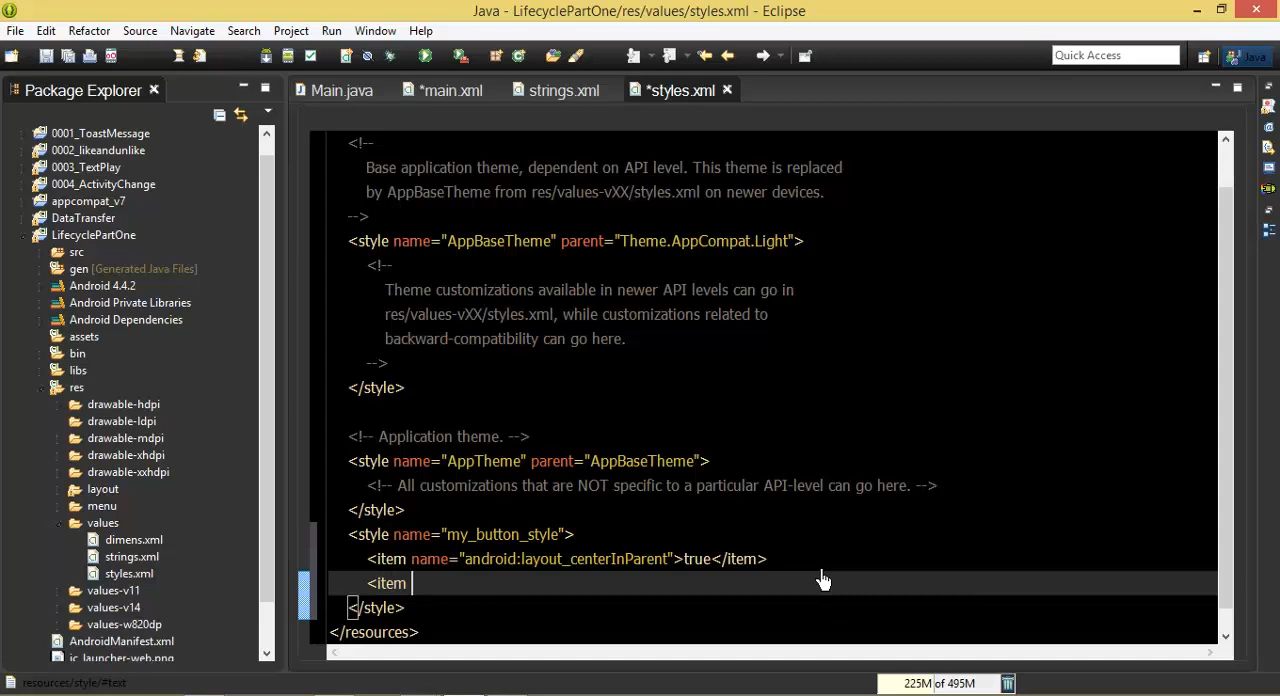 Java - LifecyclePartOne/res/values/styles.xml - Eclipse
File Edit Refactor Source Navigate Search Project Run Window Help
Quick Access
Java
Package Explorer
Main.java *main.xml strings.xml *styles.xml
0001_ToastMessage
0002_likeandunlike
0003_TextPlay
0004_ActivityChange
appcompat_v7
DataTransfer
LifecyclePartOne
src
gen [Generated Java Files]
Android 4.4.2
Android Private Libraries
Android Dependencies
assets
bin
libs
res
drawable-hdpi
drawable-ldpi
drawable-mdpi
drawable-xhdpi
drawable-xxhdpi
layout
menu
values
dimens.xml
strings.xml
styles.xml
values-v11
values-v14
values-w820dp
AndroidManifest.xml
ic_launcher-web.png
<!--
Base application theme, dependent on API level. This theme is replaced
by AppBaseTheme from res/values-vXX/styles.xml on newer devices.
-->
<style name="AppBaseTheme" parent="Theme.AppCompat.Light">
<!--
Theme customizations available in newer API levels can go in
res/values-vXX/styles.xml, while customizations related to
backward-compatibility can go here.
-->
</style>
<!-- Application theme. -->
<style name="AppTheme" parent="AppBaseTheme">
<!-- All customizations that are NOT specific to a particular API-level can go here. -->
</style>
<style name="my_button_style">
<item name="android:layout_centerInParent">true</item>
<item
</style>
</resources>
resources/style/#text
225M of 495M